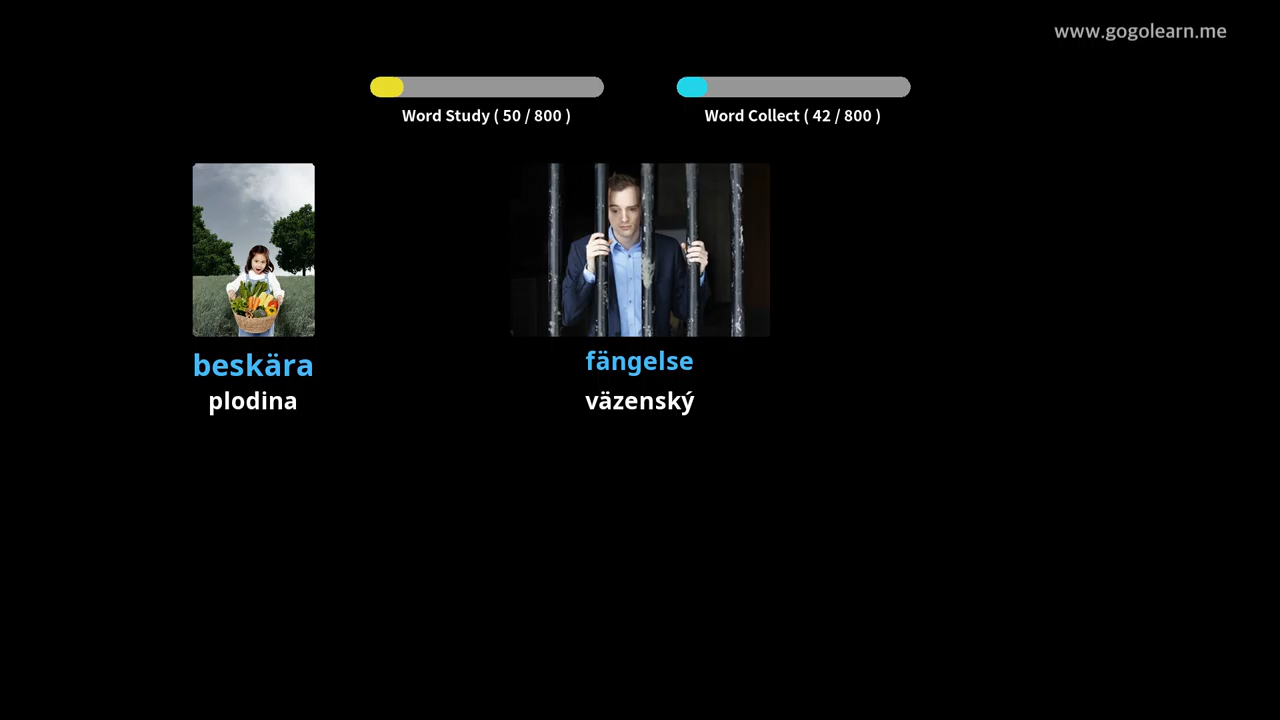 www.gogolearn.me
Word Study ( 50 / 800 )
Word Collect ( 42 / 800 )
beskära
plodina
fängelse
väzenský